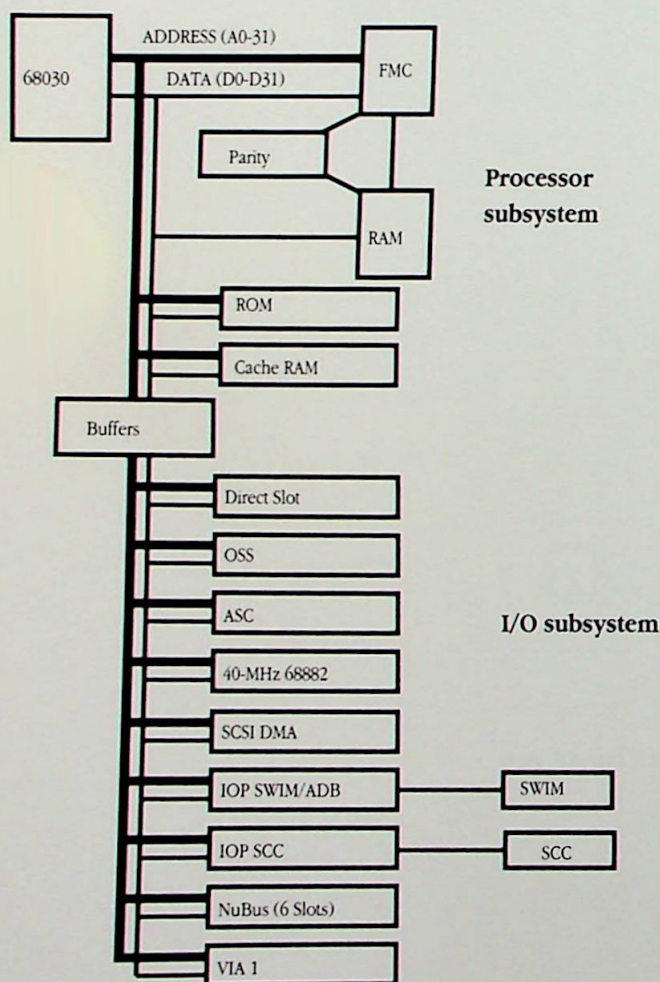 ADDRESS (A0-31)
68030
FMC
DATA (D0-D31)
Parity
Processor
subsystem
RAM
ROM
Cache RAM
Buffers
Direct Slot
OSS
ASC
I/O subsystem
40-MHz 68882
SCSI DMA
IOP SWIM/ADB
SWIM
IOP SCC
SCC
NuBus (6 Slots)
VIA 1